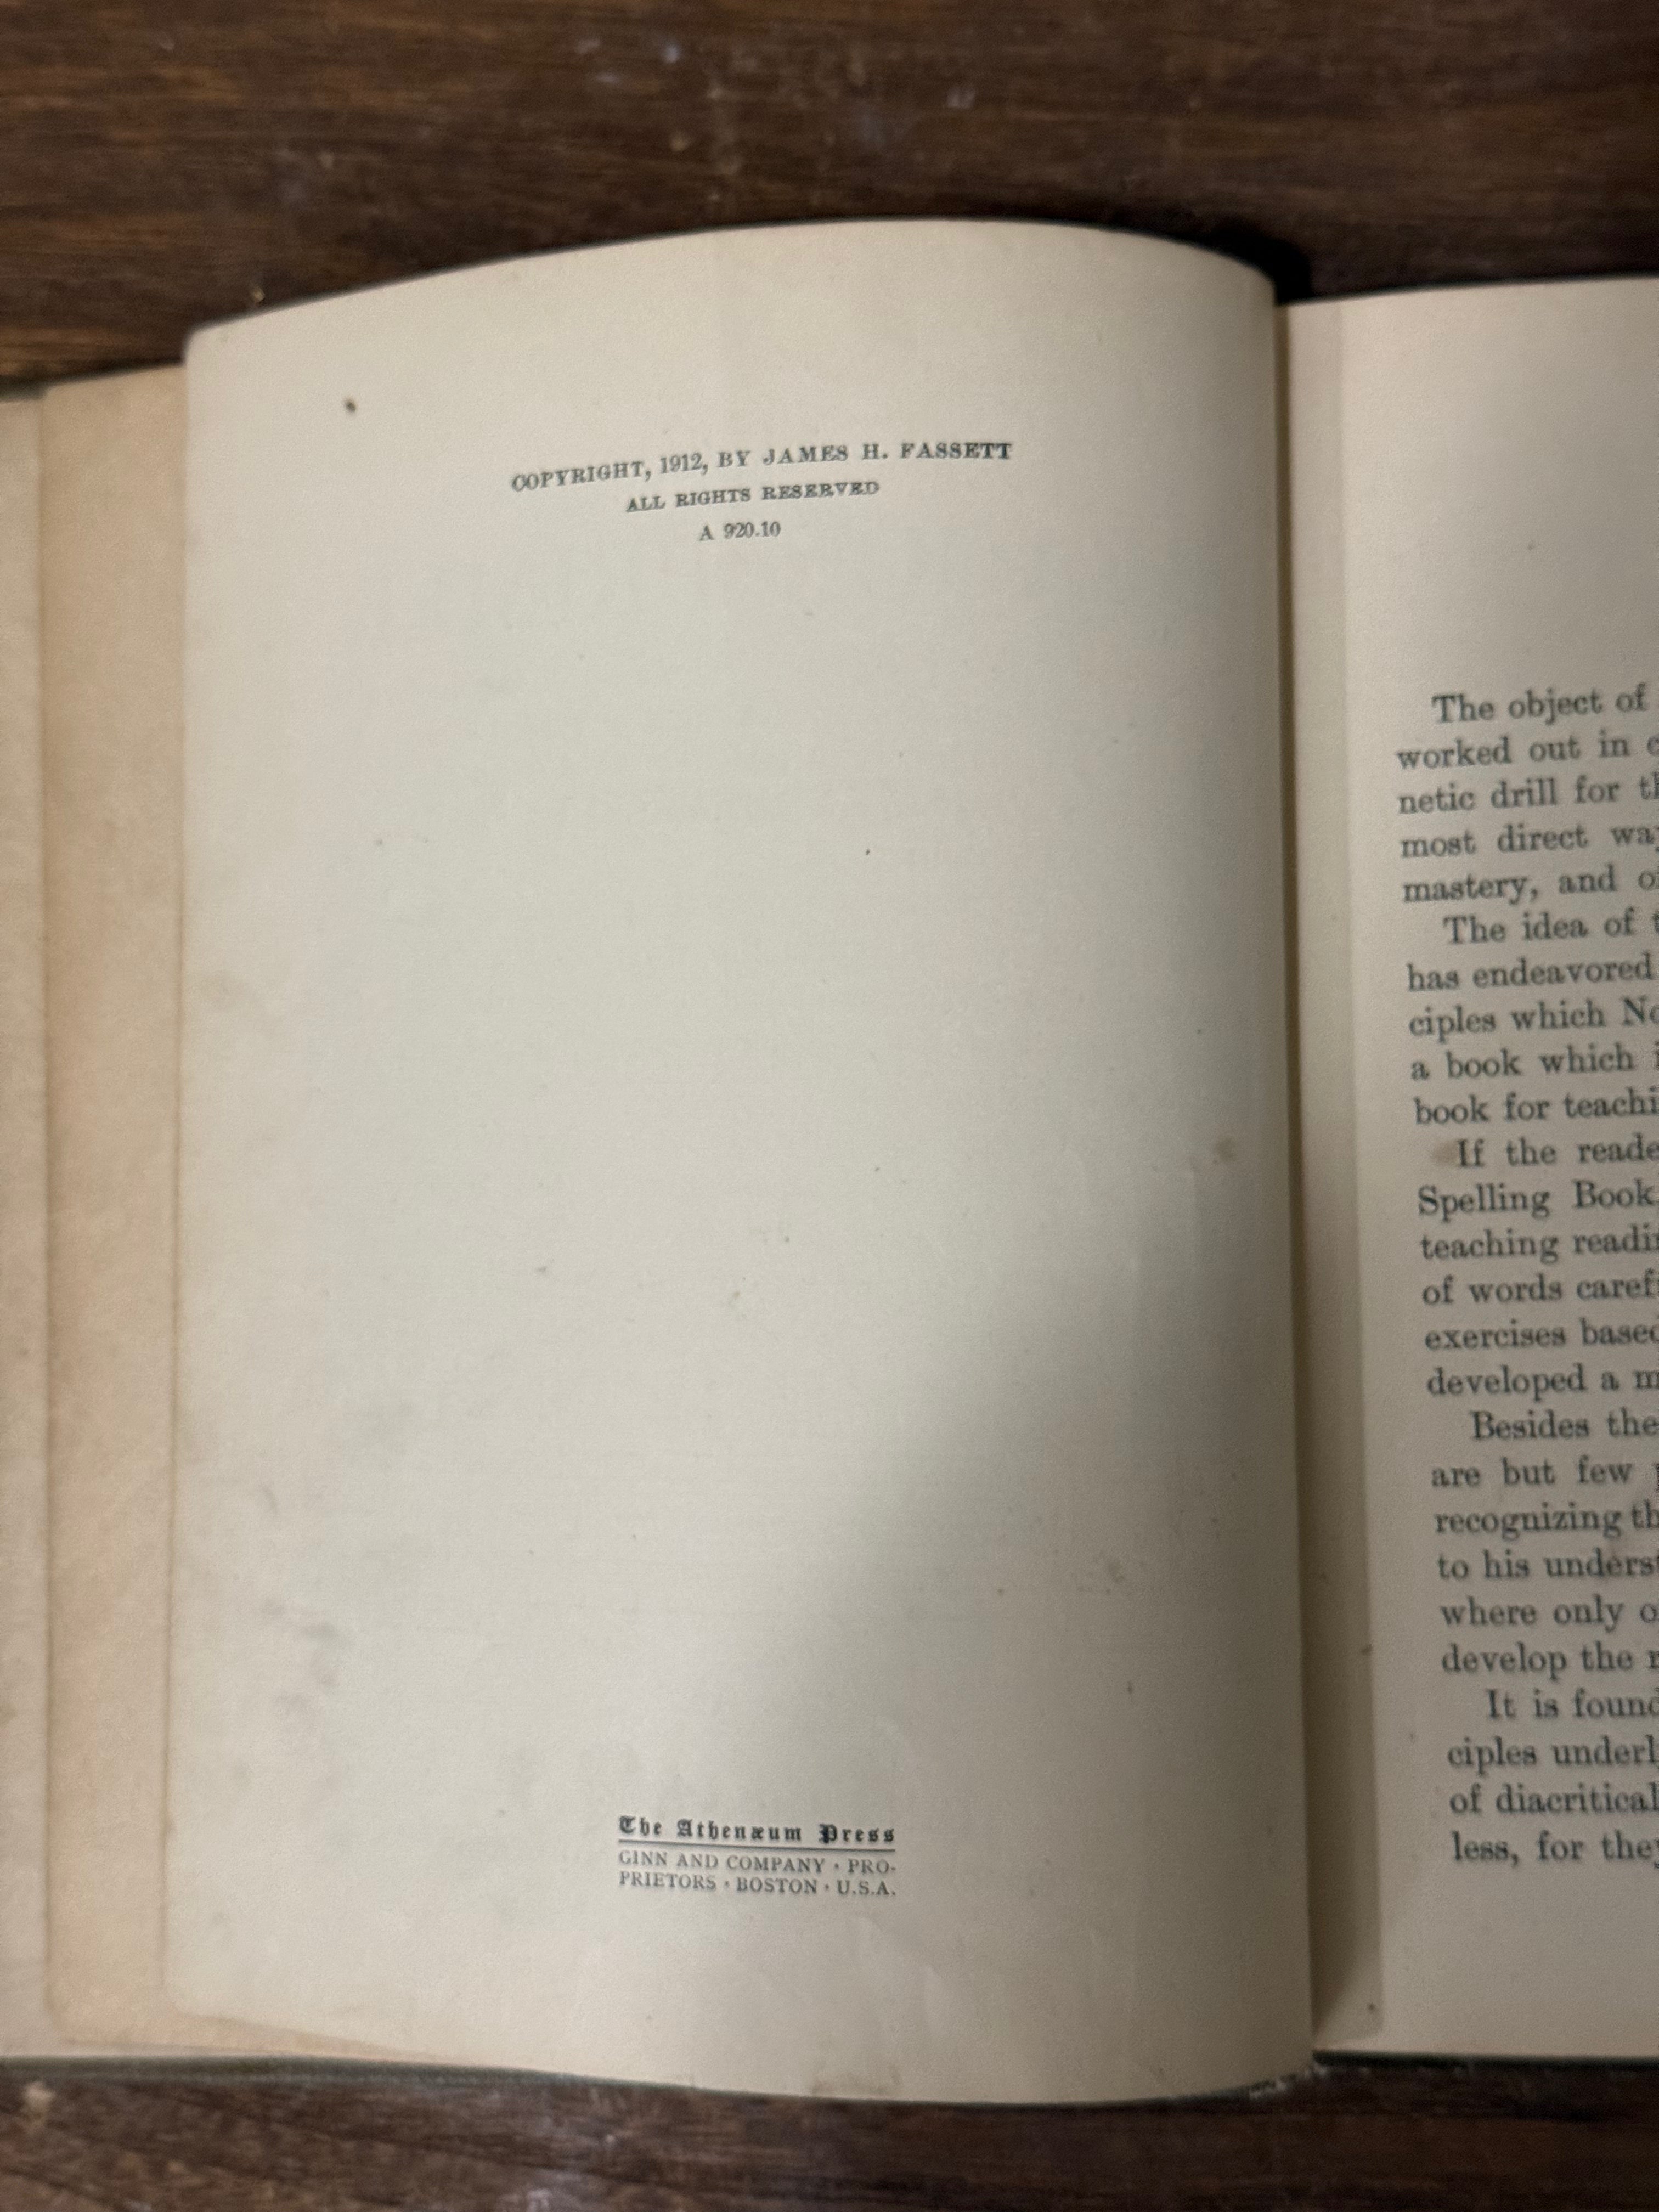 COPYRIGHT, 1912, BY JAMES H. FASSETT
ALL RIGHTS RESERVED
A 920.10
The Athenæum Press
GINN AND COMPANY · PRO-
PRIETORS · BOSTON · U.S.A.
The object of
worked out in
netic drill for
most direct
mastery, and
The idea of
has endeavored
ciples which
a book which
book for
If the
Spelling Book
teaching
of words
exercises
developed a
Besides the
are but few
recognizing
to his
where only
develop the
It is
ciples
of diacritical
less, for they